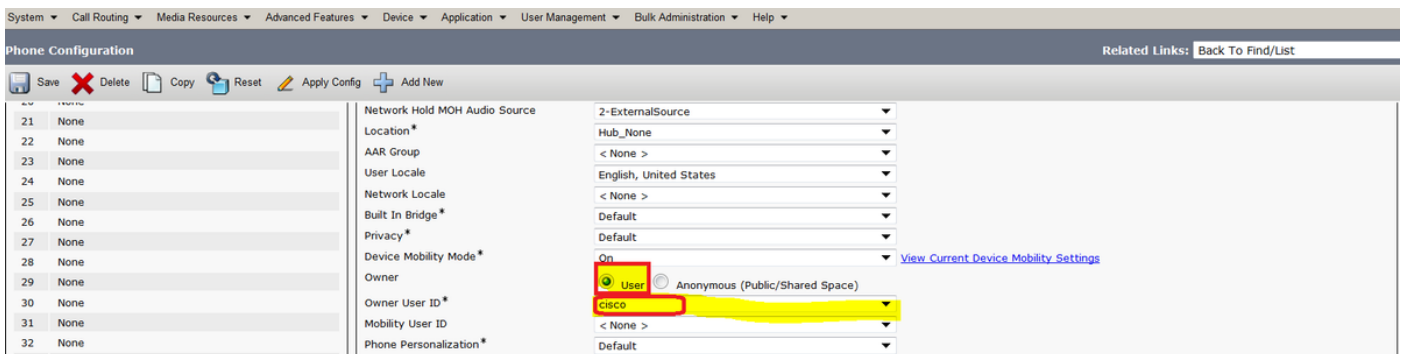 System Call Routing Media Resources Advanced Features Device Application User Management Bulk Administration Help
Phone Configuration
Related Links: Back To Find/List
Save Delete Copy Reset Apply Config Add New
20 None
21 None
22 None
23 None
24 None
25 None
26 None
27 None
28 None
29 None
30 None
31 None
32 None
Network Hold MOH Audio Source 2-ExternalSource
Location* Hub_None
AAR Group < None >
User Locale English, United States
Network Locale < None >
Built In Bridge* Default
Privacy* Default
Device Mobility Mode* On View Current Device Mobility Settings
Owner User Anonymous (Public/Shared Space)
Owner User ID* cisco
Mobility User ID < None >
Phone Personalization* Default